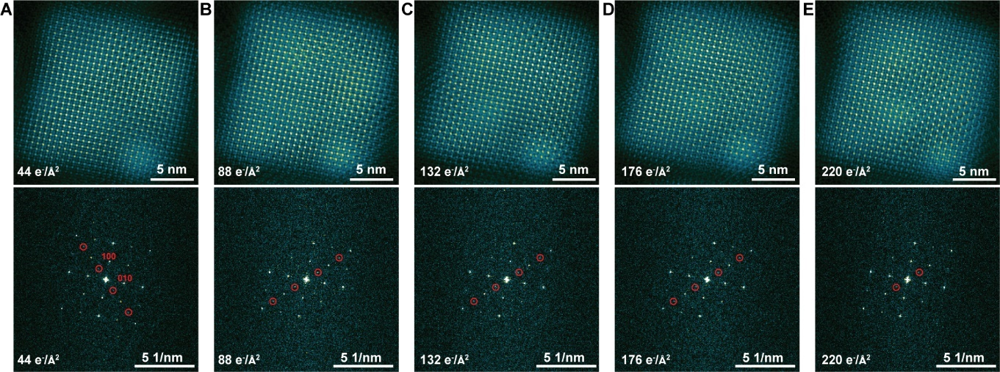 A B C D E
44 e⁻/Å² 5 nm 88 e⁻/Å² 5 nm 132 e⁻/Å² 5 nm 176 e⁻/Å² 5 nm 220 e⁻/Å² 5 nm
100
010
44 e⁻/Å² 5 1/nm 88 e⁻/Å² 5 1/nm 132 e⁻/Å² 5 1/nm 176 e⁻/Å² 5 1/nm 220 e⁻/Å² 5 1/nm